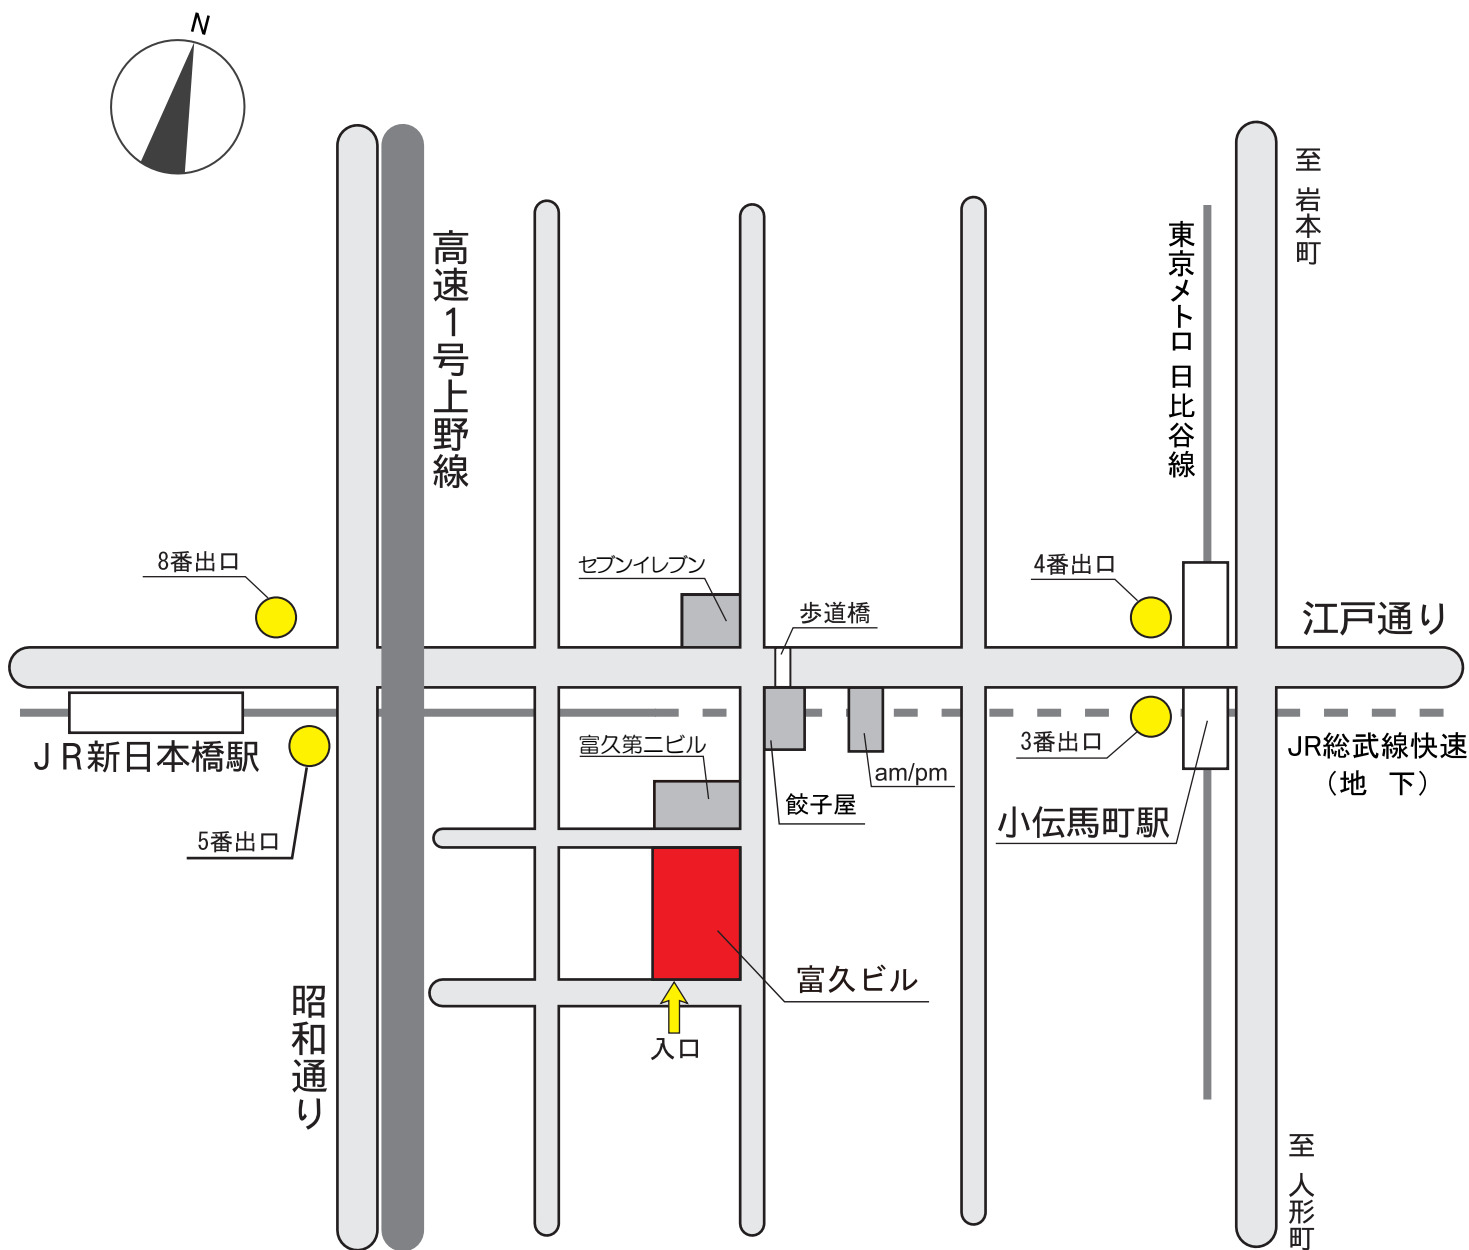 N
至 岩本町
東京メトロ 日比谷線
高速1号上野線
8番出口
セブンイレブン
4番出口
歩道橋
江戸通り
JR新日本橋駅
富久第二ビル
3番出口
JR総武線快速
（地 下）
am/pm
餃子屋
小伝馬町駅
5番出口
富久ビル
昭和通り
入口
至 人形町